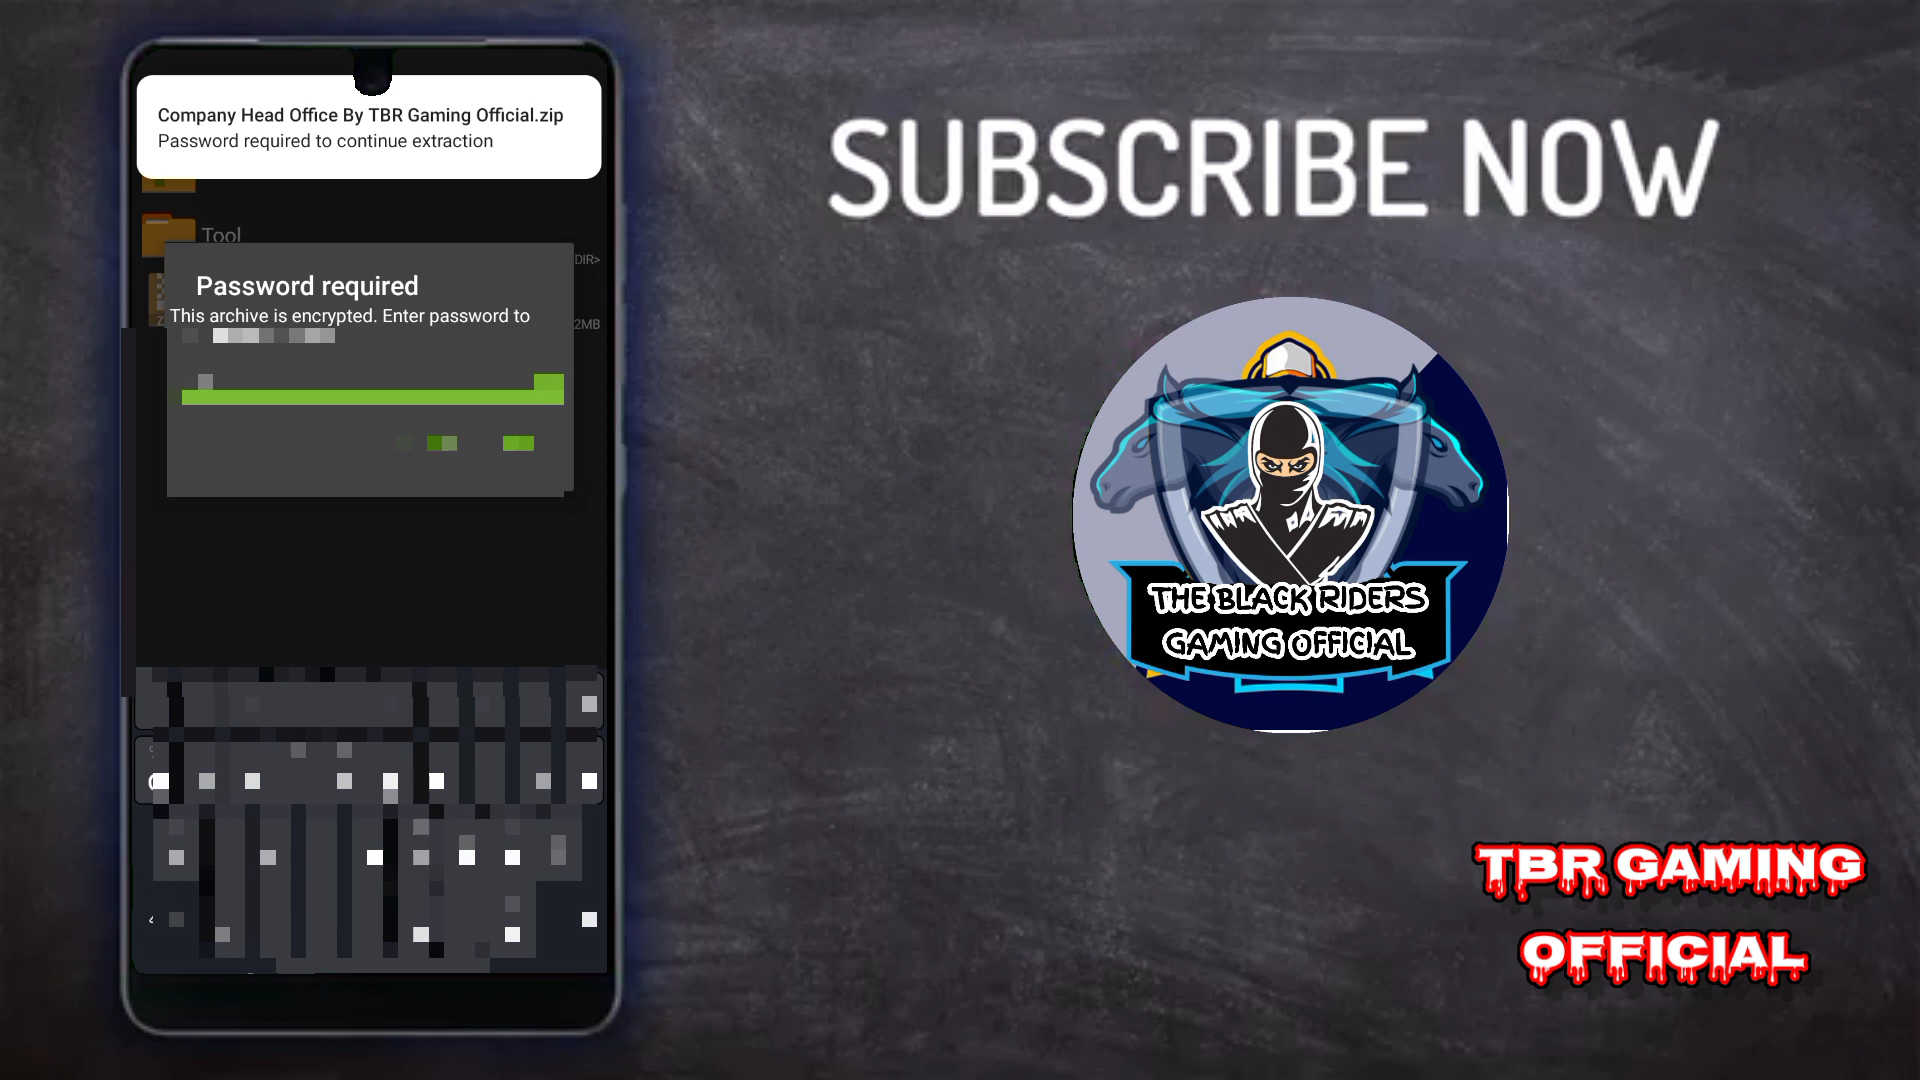 Company Head Office By TBR Gaming Official.zip
Password required to continue extraction
Tool
DIR>
2MB
Password required
This archive is encrypted. Enter password to
SUBSCRIBE NOW
THE BLACK RIDERS
GAMING OFFICIAL
TBR GAMING
OFFICIAL